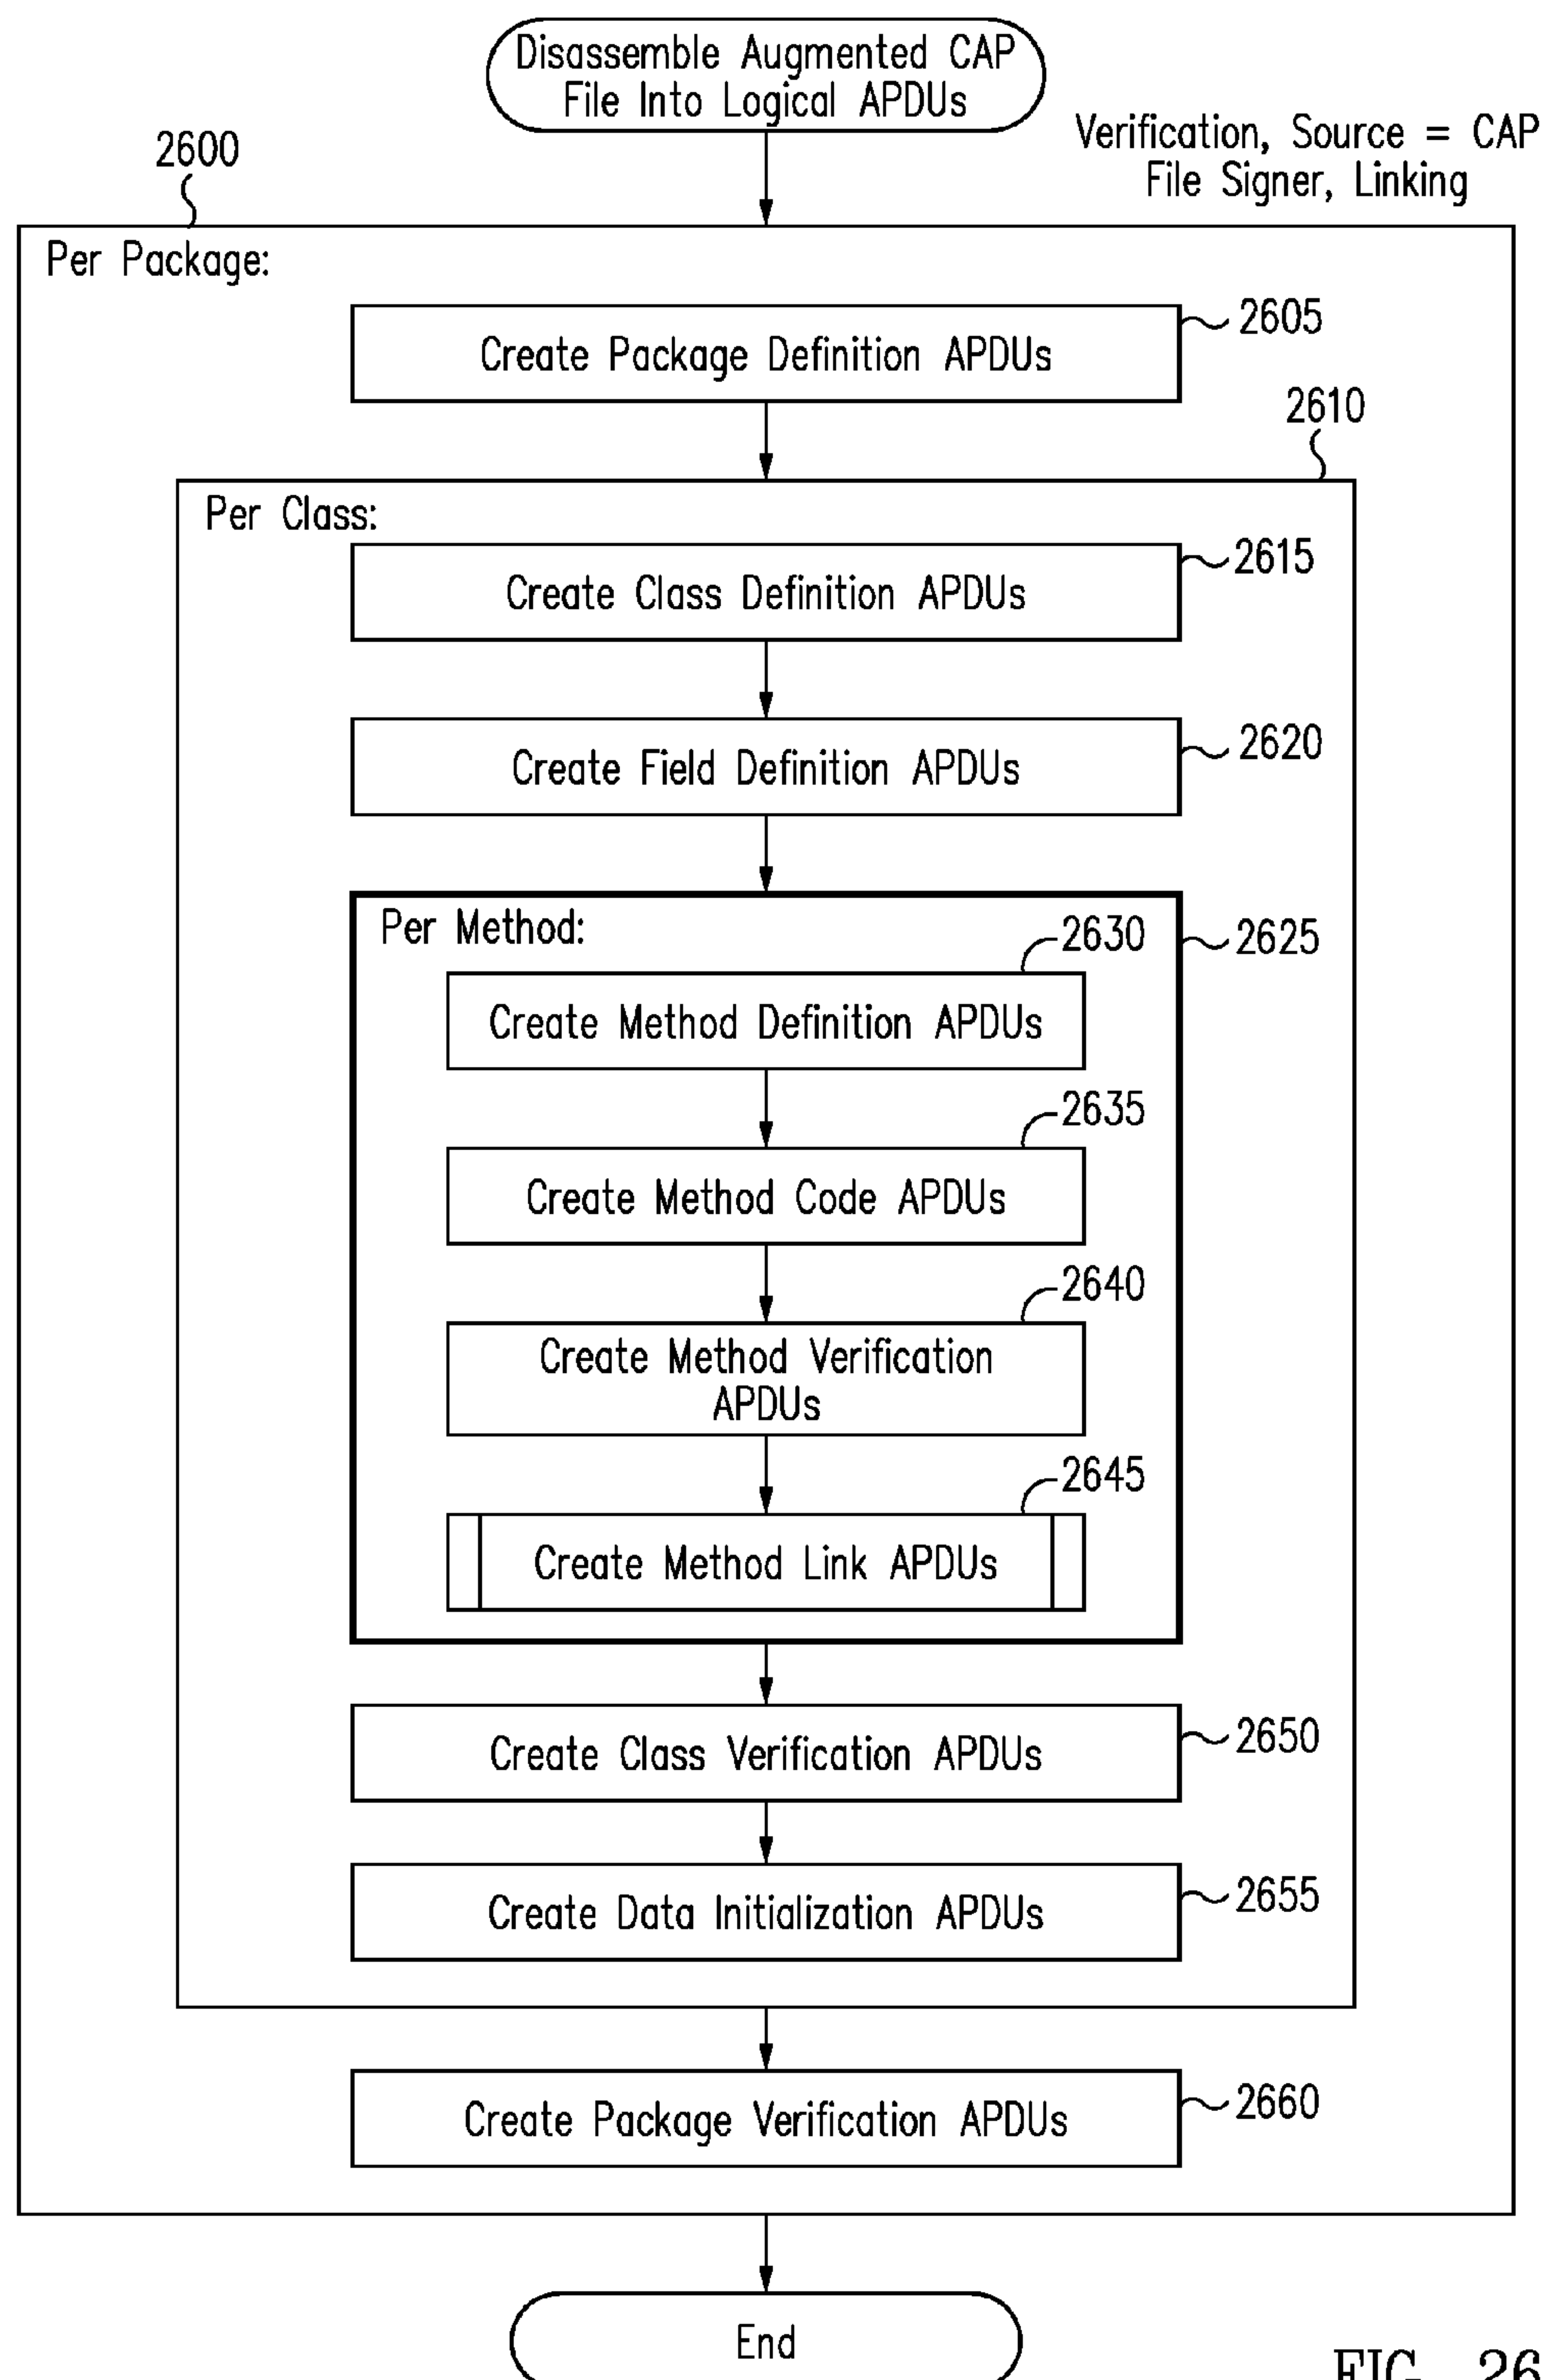 Disassemble Augmented CAP
File Into Logical APDUs
Verification, Source = CAP
File Signer, Linking
2600
Per Package:
2605
Create Package Definition APDUs
2610
Per Class:
2615
Create Class Definition APDUs
2620
Create Field Definition APDUs
Per Method:
2625
2630
Create Method Definition APDUs
2635
Create Method Code APDUs
2640
Create Method Verification
APDUs
2645
Create Method Link APDUs
2650
Create Class Verification APDUs
2655
Create Data Initialization APDUs
2660
Create Package Verification APDUs
End
FIG. 26